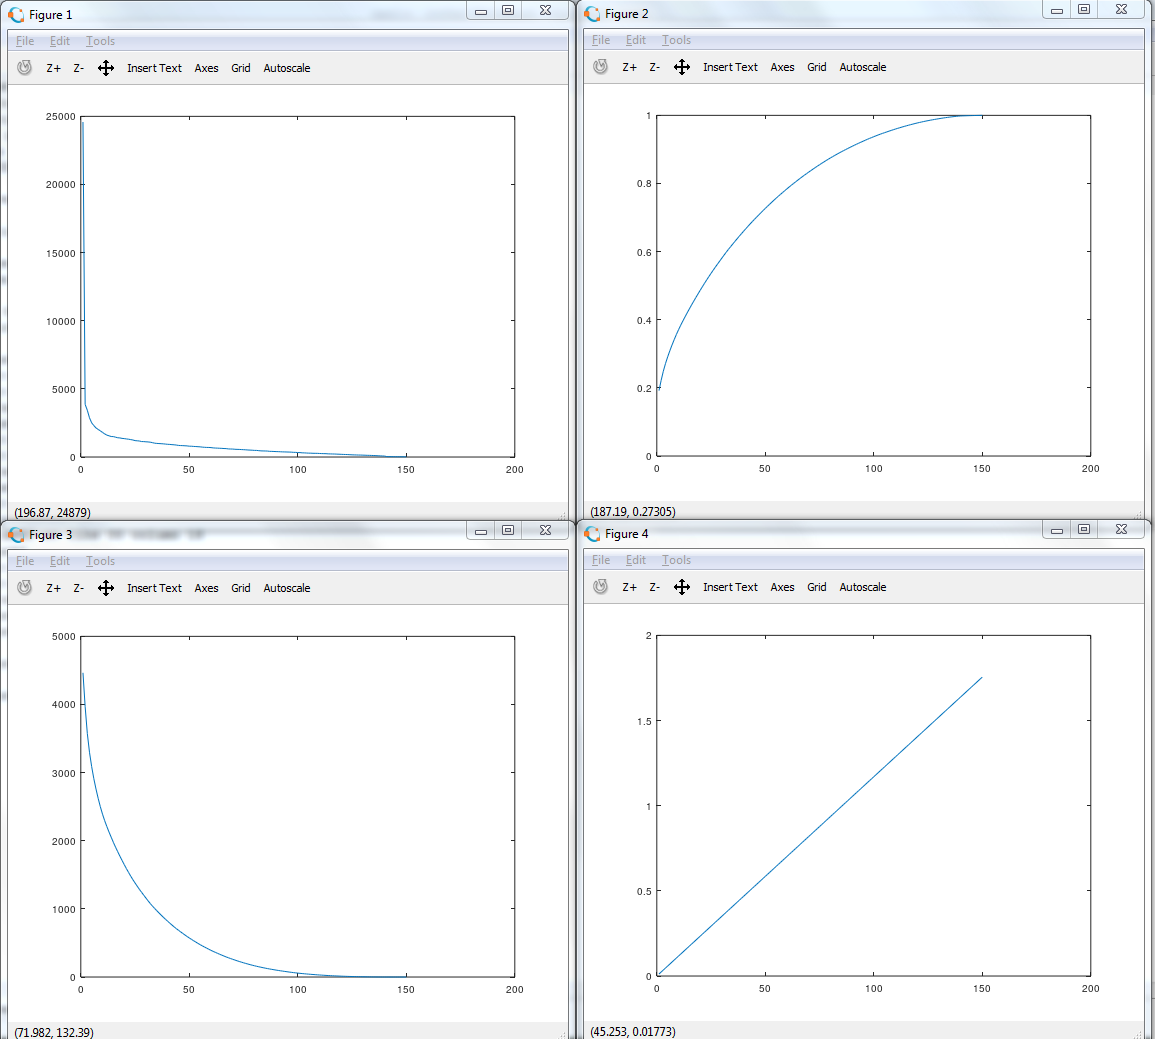 Figure 1
File Edit Tools
Z+ Z- Insert Text Axes Grid Autoscale
25000
20000
15000
10000
5000
0
0 50 100 150 200
(196.87, 24879)
Figure 2
File Edit Tools
Z+ Z- Insert Text Axes Grid Autoscale
1
0.8
0.6
0.4
0.2
0
0 50 100 150 200
(187.19, 0.27305)
Figure 3
File Edit Tools
Z+ Z- Insert Text Axes Grid Autoscale
5000
4000
3000
2000
1000
0
0 50 100 150 200
(71.982, 132.39)
Figure 4
File Edit Tools
Z+ Z- Insert Text Axes Grid Autoscale
2
1.5
1
0.5
0
0 50 100 150 200
(45.253, 0.01773)